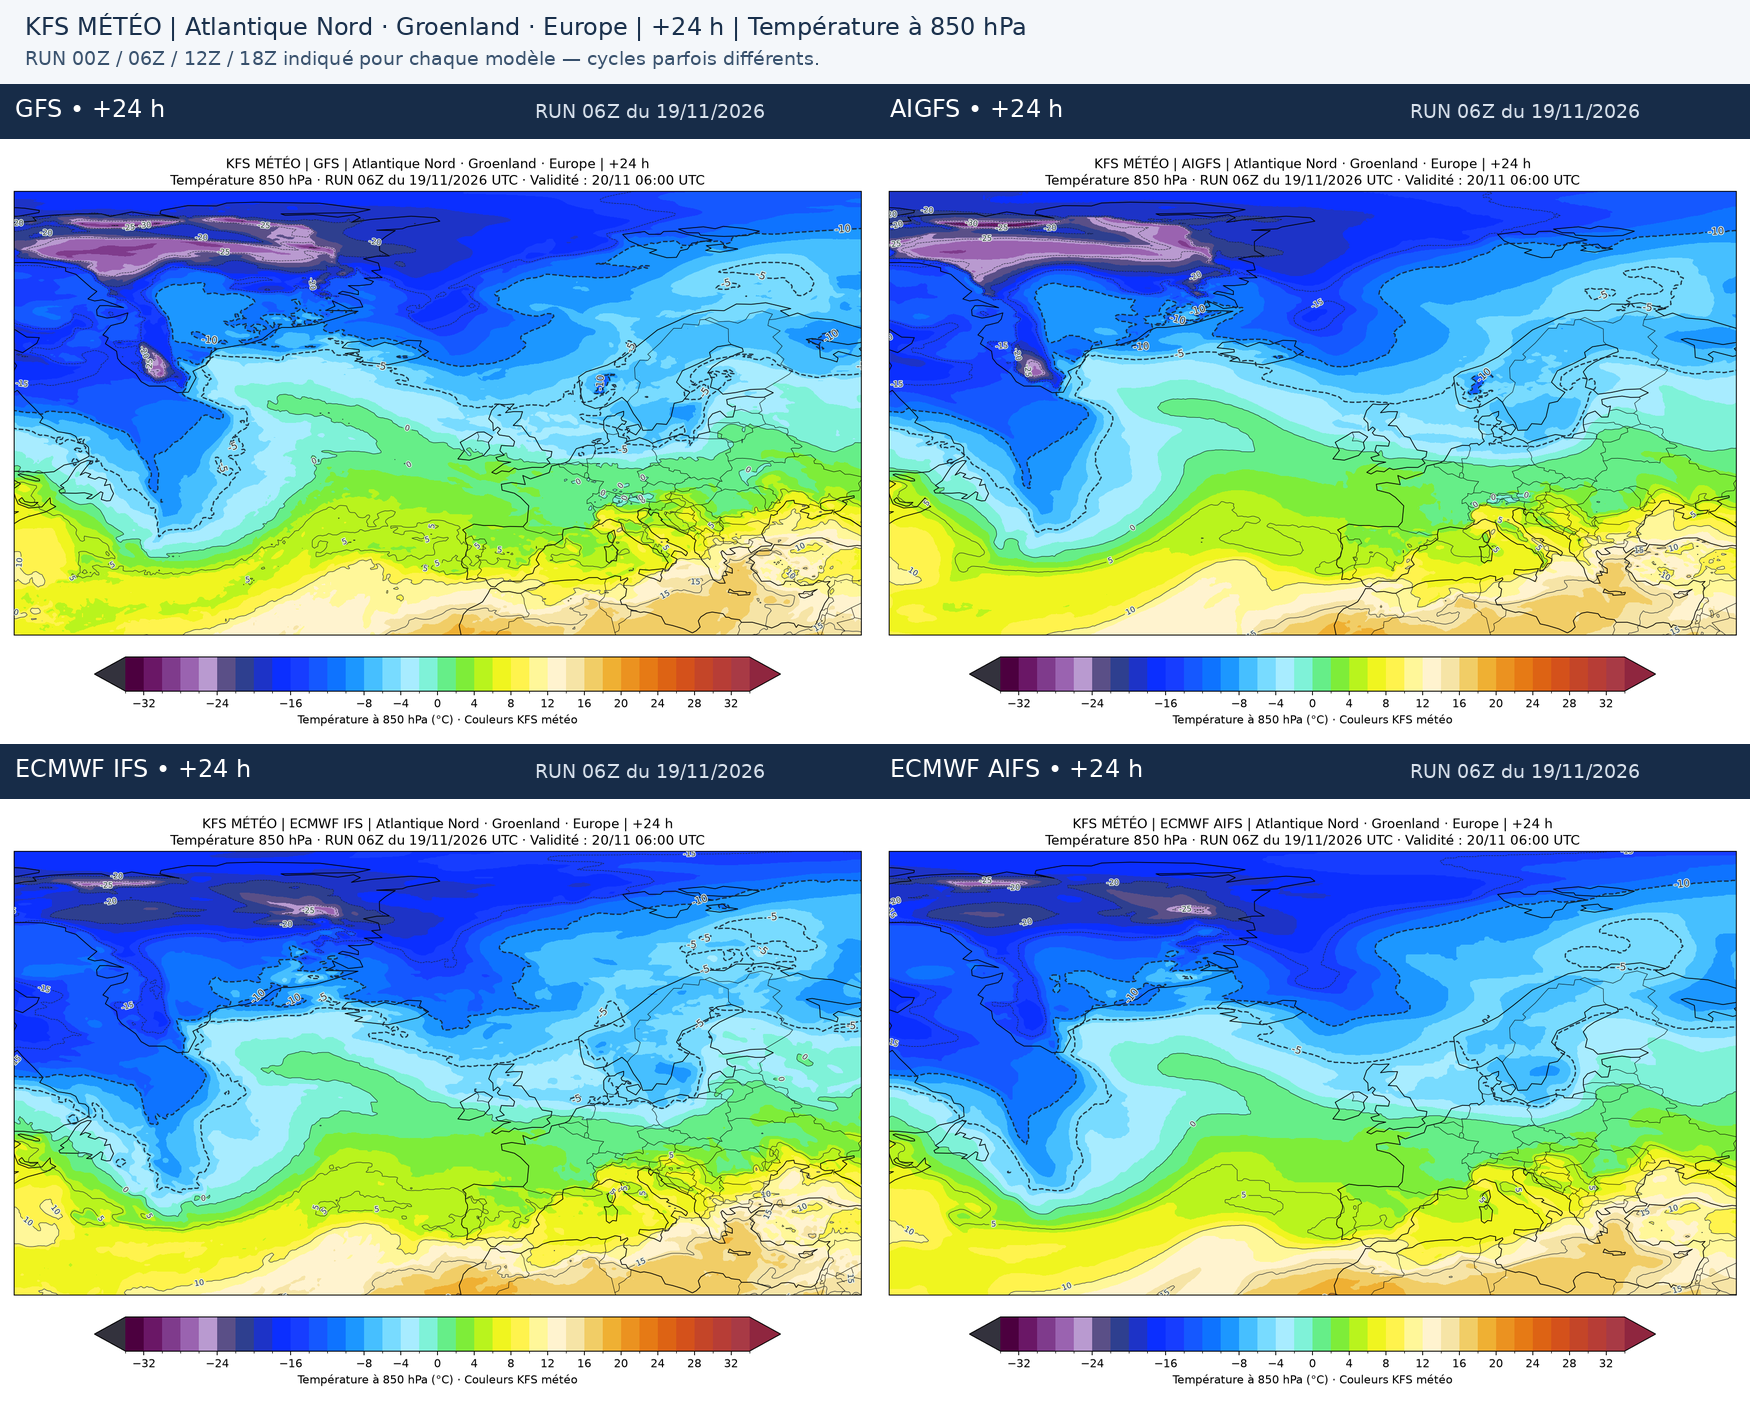 KFS MÉTÉO | Atlantique Nord · Groenland · Europe | +24 h | Température à 850 hPa
RUN 00Z / 06Z / 12Z / 18Z indiqué pour chaque modèle — cycles parfois différents.
GFS • +24 h
RUN 06Z du 19/11/2026
KFS MÉTÉO | GFS | Atlantique Nord · Groenland · Europe | +24 h
Température 850 hPa · RUN 06Z du 19/11/2026 UTC · Validité : 20/11 06:00 UTC
−32 −24 −16 −8 −4 0 4 8 12 16 20 24 28 32
Température à 850 hPa (°C) · Couleurs KFS météo
AIGFS • +24 h
RUN 06Z du 19/11/2026
KFS MÉTÉO | AIGFS | Atlantique Nord · Groenland · Europe | +24 h
Température 850 hPa · RUN 06Z du 19/11/2026 UTC · Validité : 20/11 06:00 UTC
−32 −24 −16 −8 −4 0 4 8 12 16 20 24 28 32
Température à 850 hPa (°C) · Couleurs KFS météo
ECMWF IFS • +24 h
RUN 06Z du 19/11/2026
KFS MÉTÉO | ECMWF IFS | Atlantique Nord · Groenland · Europe | +24 h
Température 850 hPa · RUN 06Z du 19/11/2026 UTC · Validité : 20/11 06:00 UTC
−32 −24 −16 −8 −4 0 4 8 12 16 20 24 28 32
Température à 850 hPa (°C) · Couleurs KFS météo
ECMWF AIFS • +24 h
RUN 06Z du 19/11/2026
KFS MÉTÉO | ECMWF AIFS | Atlantique Nord · Groenland · Europe | +24 h
Température 850 hPa · RUN 06Z du 19/11/2026 UTC · Validité : 20/11 06:00 UTC
−32 −24 −16 −8 −4 0 4 8 12 16 20 24 28 32
Température à 850 hPa (°C) · Couleurs KFS météo